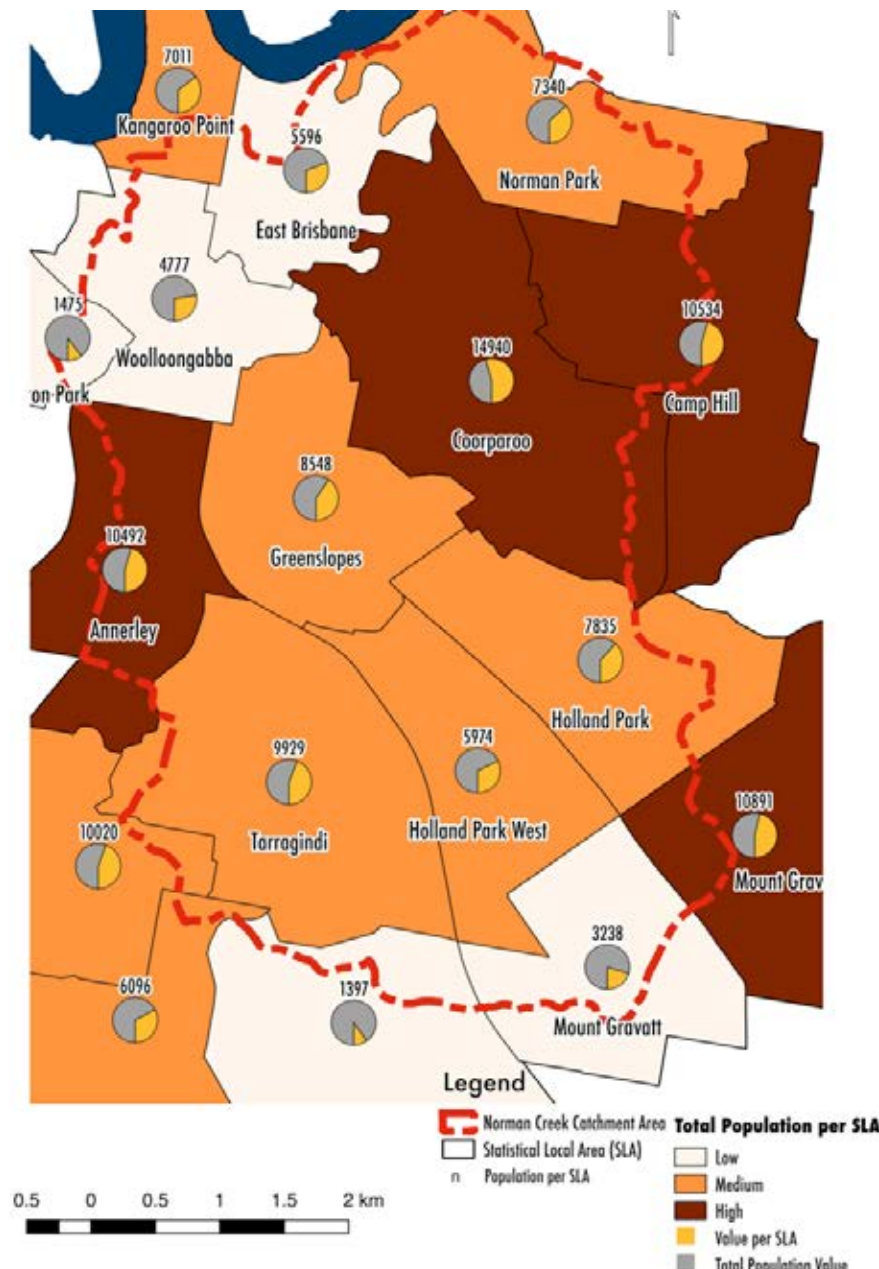 7011
Kangaroo Point
5596
East Brisbane
7340
Norman Park
4777
Woolloongabba
1475
on Park
14940
Coorparoo
10534
Camp Hill
8548
Greenslopes
10492
Annerley
7835
Holland Park
9929
Tarragindi
5974
Holland Park West
10020
10891
Mount Grav
3238
Mount Gravatt
6096
1397
Legend
Norman Creek Catchment Area
Statistical Local Area (SLA)
n Population per SLA
Total Population per SLA
Low
Medium
High
Value per SLA
Total Population Value
0.5 0 0.5 1 1.5 2 km